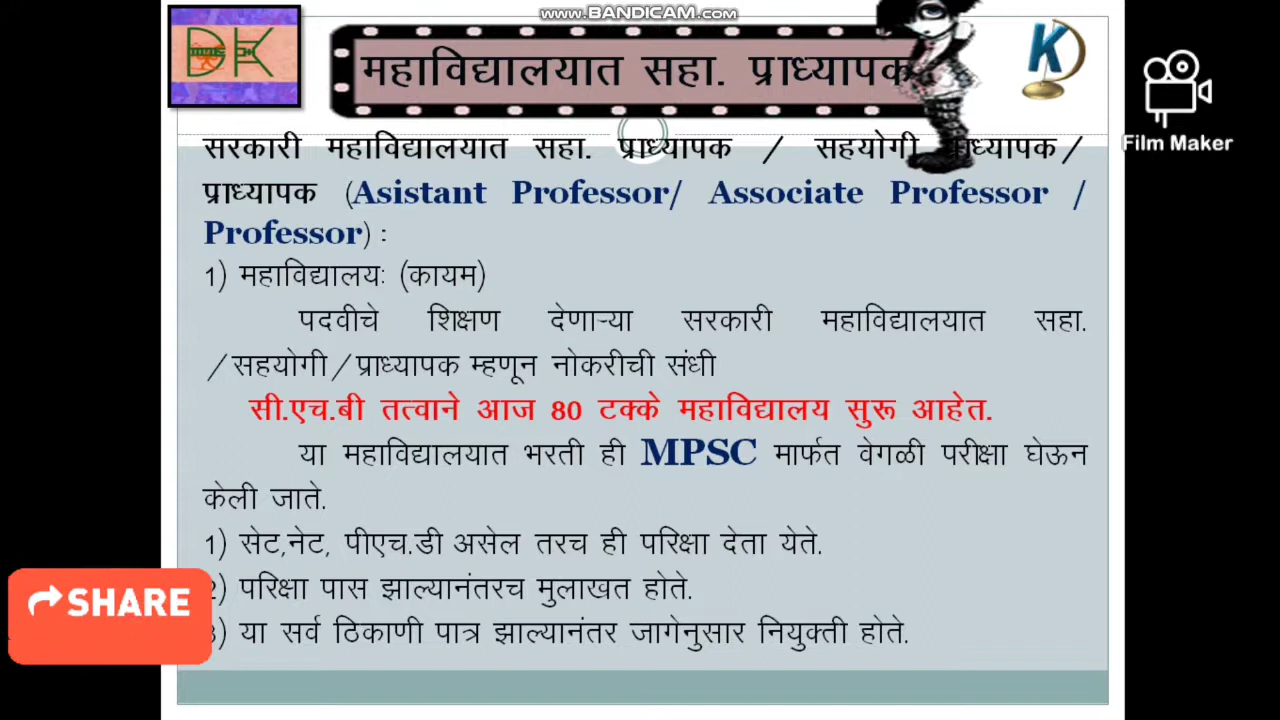 www.BANDICAM.com
DK
महाविद्यालयात सहा. प्राध्यापक
K
Film Maker
सरकारी महाविद्यालयात सहा. प्राध्यापक / सहयोगी
प्राध्यापक (Asistant Professor/ Associate Professor /
Professor) :
1) महाविद्यालयः (कायम)
पदवीचे शिक्षण देणाऱ्या सरकारी महाविद्यालयात सहा.
/सहयोगी/प्राध्यापक म्हणून नोकरीची संधी
सी.एच.बी तत्वाने आज 80 टक्के महाविद्यालय सुरू आहेत.
या महाविद्यालयात भरती ही MPSC मार्फत वेगळी परीक्षा घेऊन
केली जाते.
1) सेट,नेट, पीएच.डी असेल तरच ही परिक्षा देता येते.
2) परिक्षा पास झाल्यानंतरच मुलाखत होते.
SHARE
3) या सर्व ठिकाणी पात्र झाल्यानंतर जागेनुसार नियुक्ती होते.